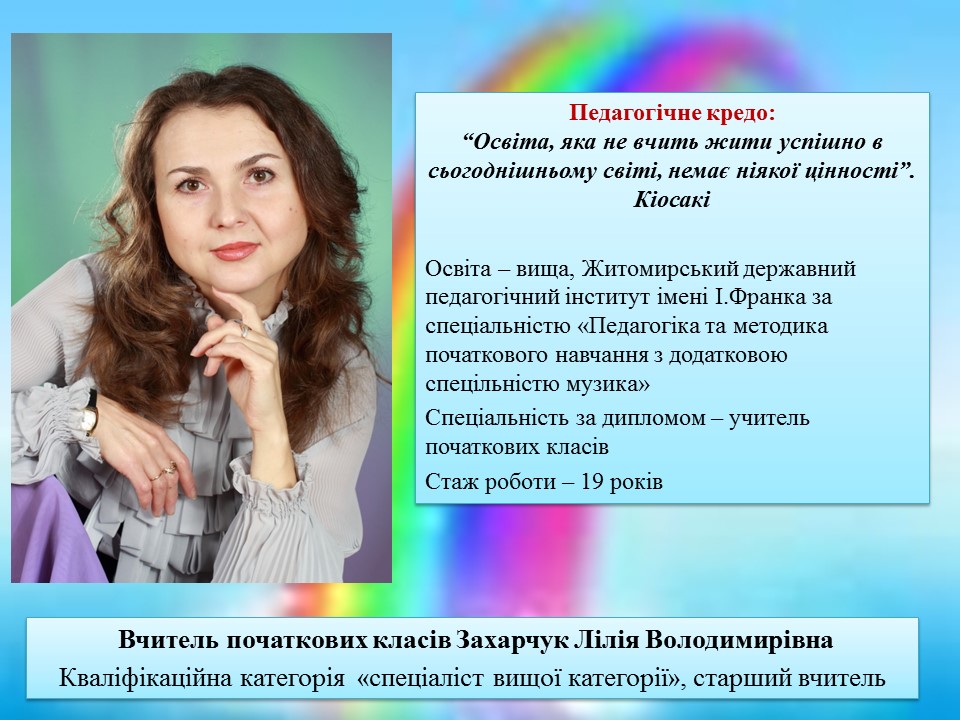 Педагогічне кредо:
“Освіта, яка не вчить жити успішно в
сьогоднішньому світі, немає ніякої цінності”.
Кіосакі
Освіта – вища, Житомирський державний
педагогічний інститут імені І.Франка за
спеціальністю «Педагогіка та методика
початкового навчання з додатковою
спецільністю музика»
Спеціальність за дипломом – учитель
початкових класів
Стаж роботи – 19 років
Вчитель початкових класів Захарчук Лілія Володимирівна
Кваліфікаційна категорія «спеціаліст вищої категорії», старший вчитель